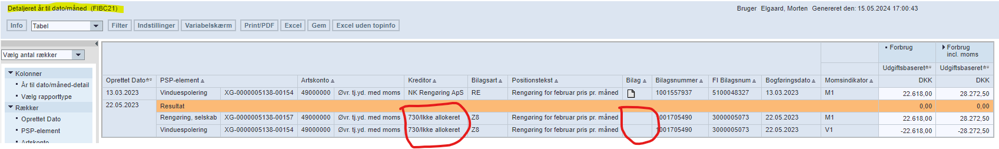 Detaljeret år til dato/måned (FIBC21)
Bruger Elgaard, Morten Genereret den: 15.05.2024 17:00:43
Info Tabel Filter Indstillinger Variabelskærm Print/PDF Excel Gem Excel uden topinfo
Vælg antal rækker
Kolonner
År til dato/måned-detail
Vælg rapporttype
Rækker
Oprettet Dato
PSP-element
Artskonto
Forbrug Forbrug incl. moms
Udgiftsbaseret Udgiftsbaseret
Oprettet Dato PSP-element Artskonto Kreditor Bilagsart Positionstekst Bilag Bilagsnummer FI Bilagsnum Bogføringsdato Momsindikator DKK DKK
13.03.2023 Vinduespolering XG-0000005138-00154 49000000 Øvr. tj.yd. med moms NK Rengøring ApS RE Rengøring for februar pris pr. måned 1001557937 5100048327 13.03.2023 M1 22.618,00 28.272,50
22.05.2023 Resultat 0,00 0,00
Rengøring, selskab XG-0000005138-00157 49000000 Øvr. tj.yd. med moms 730/Ikke allokeret Z8 Rengøring for februar pris pr. måned 1001705490 3000005073 22.05.2023 M1 22.618,00 28.272,50
Vinduespolering XG-0000005138-00154 49000000 Øvr. tj.yd. med moms 730/Ikke allokeret Z8 Rengøring for februar pris pr. måned 1001705490 3000005073 22.05.2023 V1 -22.618,00 -28.272,50